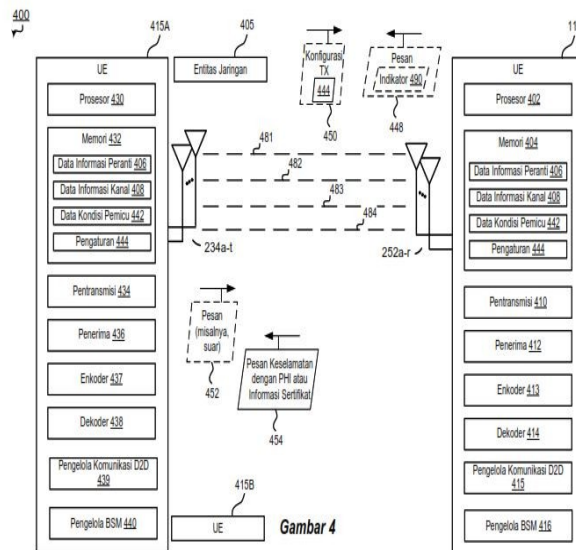 400
415A
405
11
UE
Entitas Jaringan
Konfigurasi
TX
444
450
Pesan
Indikator 490
448
UE
Prosesor 430
Prosesor 402
Memori 432
Data Informasi Peranti 406
Data Informasi Kanal 408
Data Kondisi Pemicu 442
Pengaturan 444
481
482
483
484
234a-t
252a-r
Memori 404
Data Informasi Peranti 406
Data Informasi Kanal 408
Data Kondisi Pemicu 442
Pengaturan 444
Pentransmisi 434
Penerima 436
Enkoder 437
Dekoder 438
Pengelola Komunikasi D2D
439
Pengelola BSM 440
Pesan
(misalnya,
suar)
452
Pesan Keselamatan
dengan PHI atau
Informasi Sertifikat
454
Pentransmisi 410
Penerima 412
Enkoder 413
Dekoder 414
Pengelola Komunikasi D2D
415
Pengelola BSM 416
415B
UE
Gambar 4